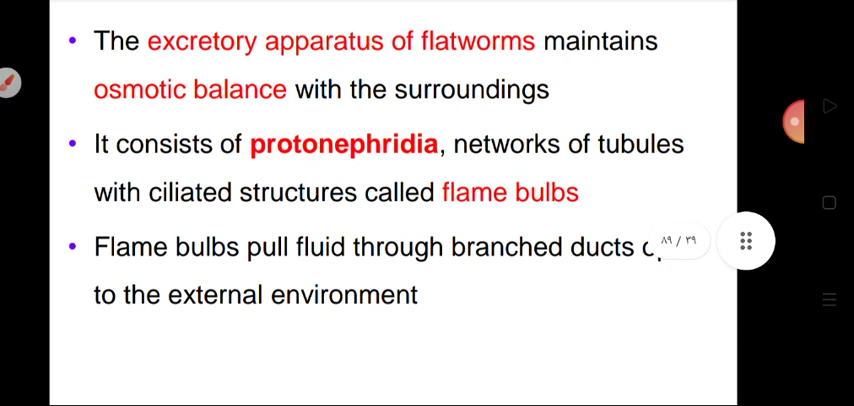 • The excretory apparatus of flatworms maintains
osmotic balance with the surroundings
• It consists of protonephridia, networks of tubules
with ciliated structures called flame bulbs
• Flame bulbs pull fluid through branched ducts
٨٩ / ٣٩
to the external environment